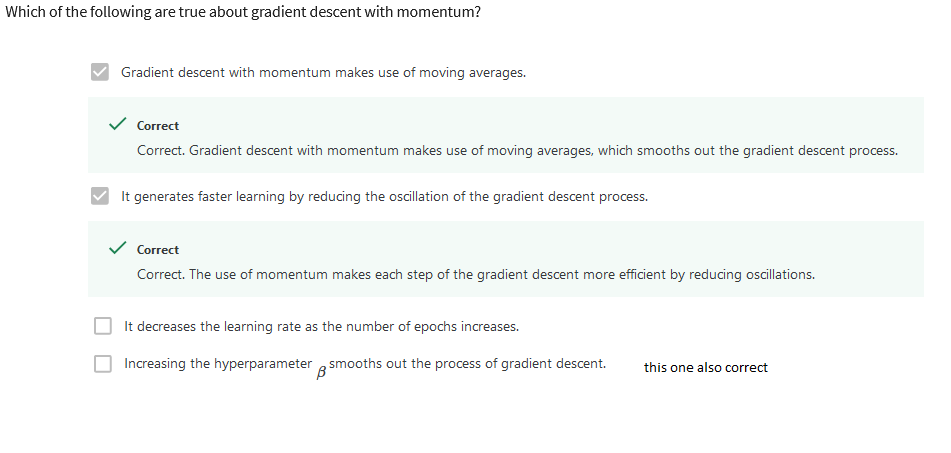 Which of the following are true about gradient descent with momentum?
Gradient descent with momentum makes use of moving averages.
Correct
Correct. Gradient descent with momentum makes use of moving averages, which smooths out the gradient descent process.
It generates faster learning by reducing the oscillation of the gradient descent process.
Correct
Correct. The use of momentum makes each step of the gradient descent more efficient by reducing oscillations.
It decreases the learning rate as the number of epochs increases.
Increasing the hyperparameter β smooths out the process of gradient descent. this one also correct